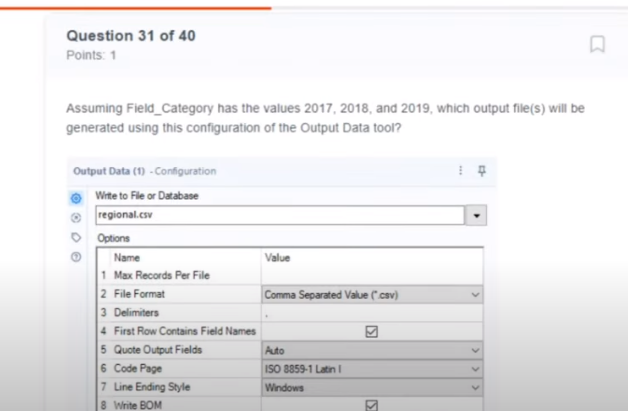 Question 31 of 40
Points: 1
Assuming Field_Category has the values 2017, 2018, and 2019, which output file(s) will be
generated using this configuration of the Output Data tool?
Output Data (1) - Configuration
Write to File or Database
regional.csv
Options
Name Value
1 Max Records Per File
2 File Format Comma Separated Value (*.csv)
3 Delimiters ,
4 First Row Contains Field Names
5 Quote Output Fields Auto
6 Code Page ISO 8859-1 Latin I
7 Line Ending Style Windows
8 Write BOM